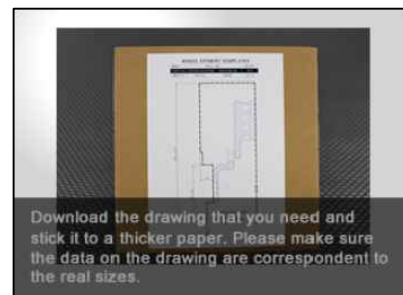 Download the drawing that you need and
stick it to a thicker paper. Please make sure
the data on the drawing are correspondent to
the real sizes.